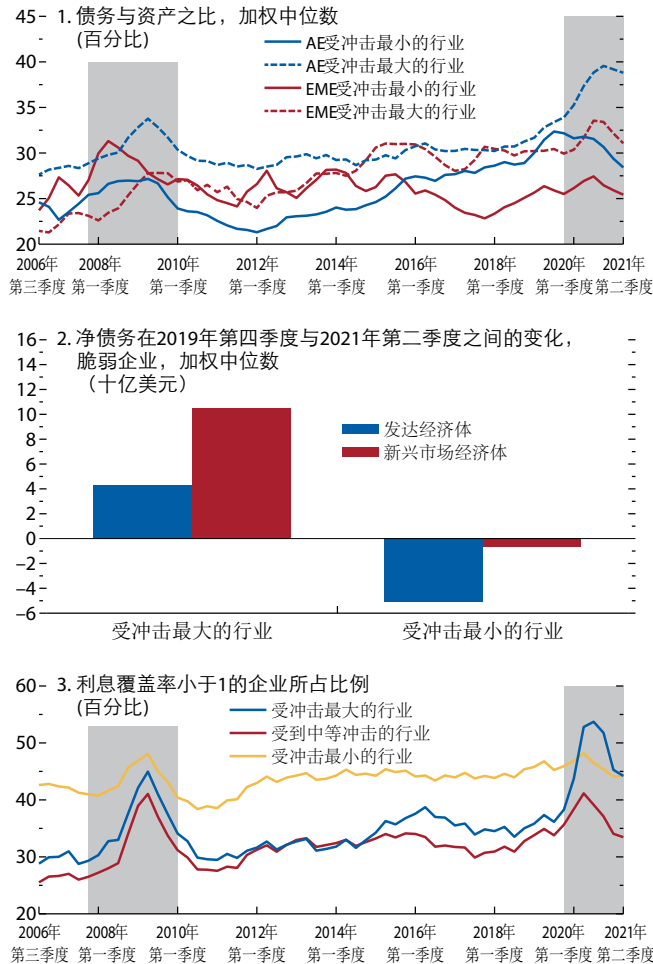 45
40
35
30
25
20
1. 债务与资产之比，加权中位数
(百分比)
AE受冲击最小的行业
AE受冲击最大的行业
EME受冲击最小的行业
EME受冲击最大的行业
2006年 2008年 2010年 2012年 2014年 2016年 2018年 2020年 2021年
第三季度 第一季度 第一季度 第一季度 第一季度 第一季度 第一季度 第一季度 第二季度
16
14
12
10
8
6
4
2
0
−2
−4
−6
2. 净债务在2019年第四季度与2021年第二季度之间的变化，
脆弱企业，加权中位数
（十亿美元）
发达经济体
新兴市场经济体
受冲击最大的行业 受冲击最小的行业
60
50
40
30
20
3. 利息覆盖率小于1的企业所占比例
(百分比)
受冲击最大的行业
受到中等冲击的行业
受冲击最小的行业
2006年 2008年 2010年 2012年 2014年 2016年 2018年 2020年 2021年
第三季度 第一季度 第一季度 第一季度 第一季度 第一季度 第一季度 第一季度 第二季度